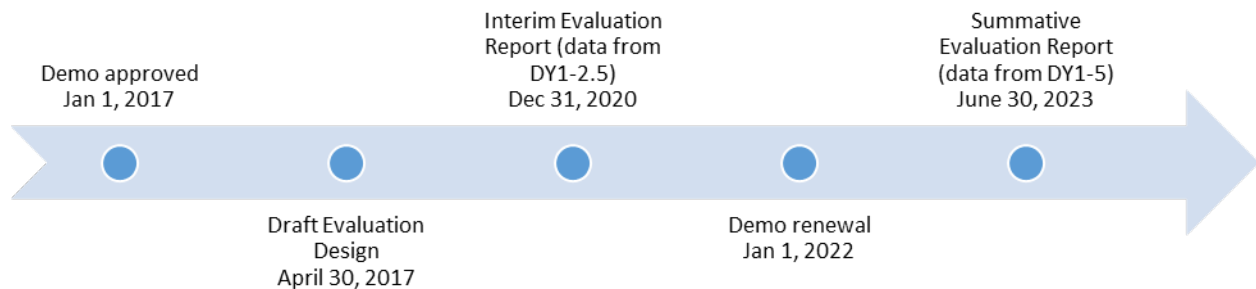 Demo approved
Jan 1, 2017
Draft Evaluation
Design
April 30, 2017
Interim Evaluation
Report (data from
DY1-2.5)
Dec 31, 2020
Demo renewal
Jan 1, 2022
Summative
Evaluation Report
(data from DY1-5)
June 30, 2023